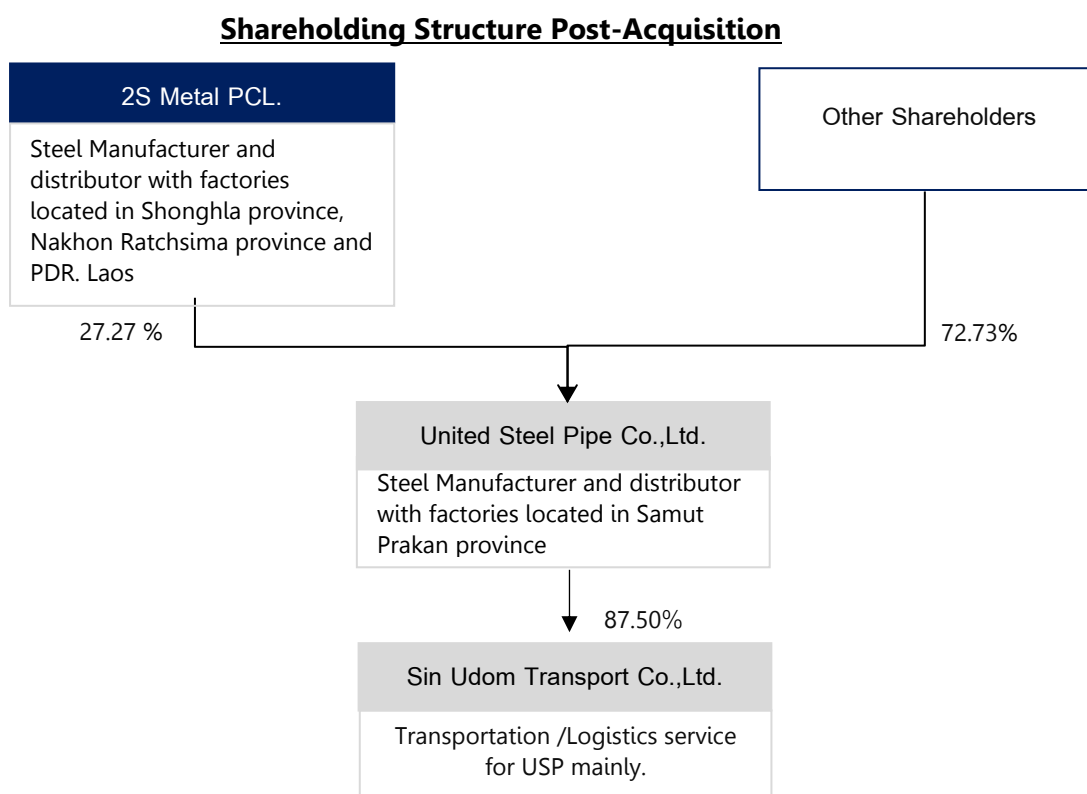 Shareholding Structure Post-Acquisition
2S Metal PCL.
Steel Manufacturer and
distributor with factories
located in Shonghla province,
Nakhon Ratchsima province and
PDR. Laos
Other Shareholders
27.27 %
72.73%
United Steel Pipe Co.,Ltd.
Steel Manufacturer and distributor
with factories located in Samut
Prakan province
87.50%
Sin Udom Transport Co.,Ltd.
Transportation /Logistics service
for USP mainly.